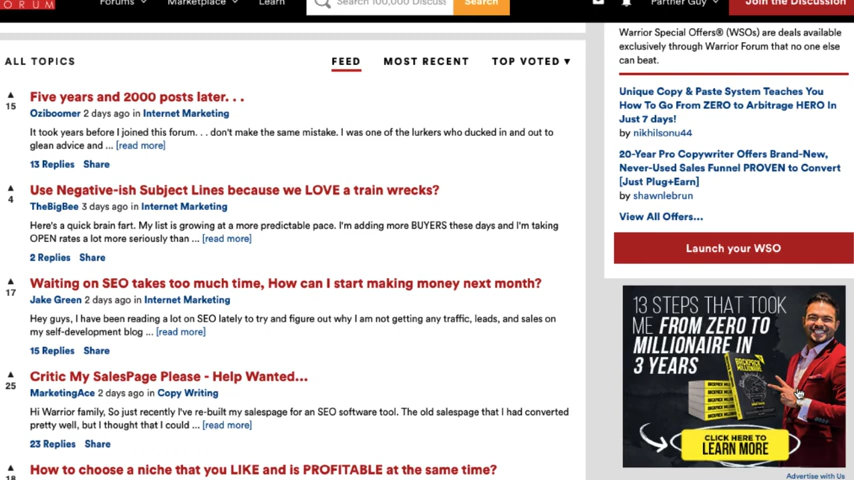 ORUM
Forums
Marketplace
Learn
Search 100,000 Discuss
Search
Partner Guy
Join the Discussion
ALL TOPICS
FEED
MOST RECENT
TOP VOTED ▼
▲
15
Five years and 2000 posts later. . .
Oziboomer 2 days ago in Internet Marketing
It took years before I joined this forum. . . don't make the same mistake. I was one of the lurkers who ducked in and out to
glean advice and ... [read more]
13 Replies Share
▲
4
Use Negative-ish Subject Lines because we LOVE a train wrecks?
TheBigBee 3 days ago in Internet Marketing
Here's a quick brain fart. My list is growing at a more predictable pace. I'm adding more BUYERS these days and I'm taking
OPEN rates a lot more seriously than ... [read more]
2 Replies Share
▲
17
Waiting on SEO takes too much time, How can I start making money next month?
Jake Green 2 days ago in Internet Marketing
Hey guys, I have been reading a lot on SEO lately to try and figure out why I am not getting any traffic, leads, and sales on
my self-development blog ... [read more]
15 Replies Share
▲
25
Critic My SalesPage Please - Help Wanted...
MarketingAce 2 days ago in Copy Writing
Hi Warrior family, So just recently I've re-built my salespage for an SEO software tool. The old salespage that I had converted
pretty well, but I thought that I could ... [read more]
23 Replies Share
▲
18
How to choose a niche that you LIKE and is PROFITABLE at the same time?
Warrior Special Offers® (WSOs) are deals available
exclusively through Warrior Forum that no one else
can beat.
Unique Copy & Paste System Teaches You
How To Go From ZERO to Arbitrage HERO In
Just 7 days!
by nikhilsonu44
20-Year Pro Copywriter Offers Brand-New,
Never-Used Sales Funnel PROVEN to Convert
[Just Plug+Earn]
by shawnlebrun
View All Offers...
Launch your WSO
13 STEPS THAT TOOK
ME FROM ZERO TO
MILLIONAIRE IN
3 YEARS
BACKPACK
MILLIONAIRE
CLICK HERE TO
LEARN MORE
Advertise with Us